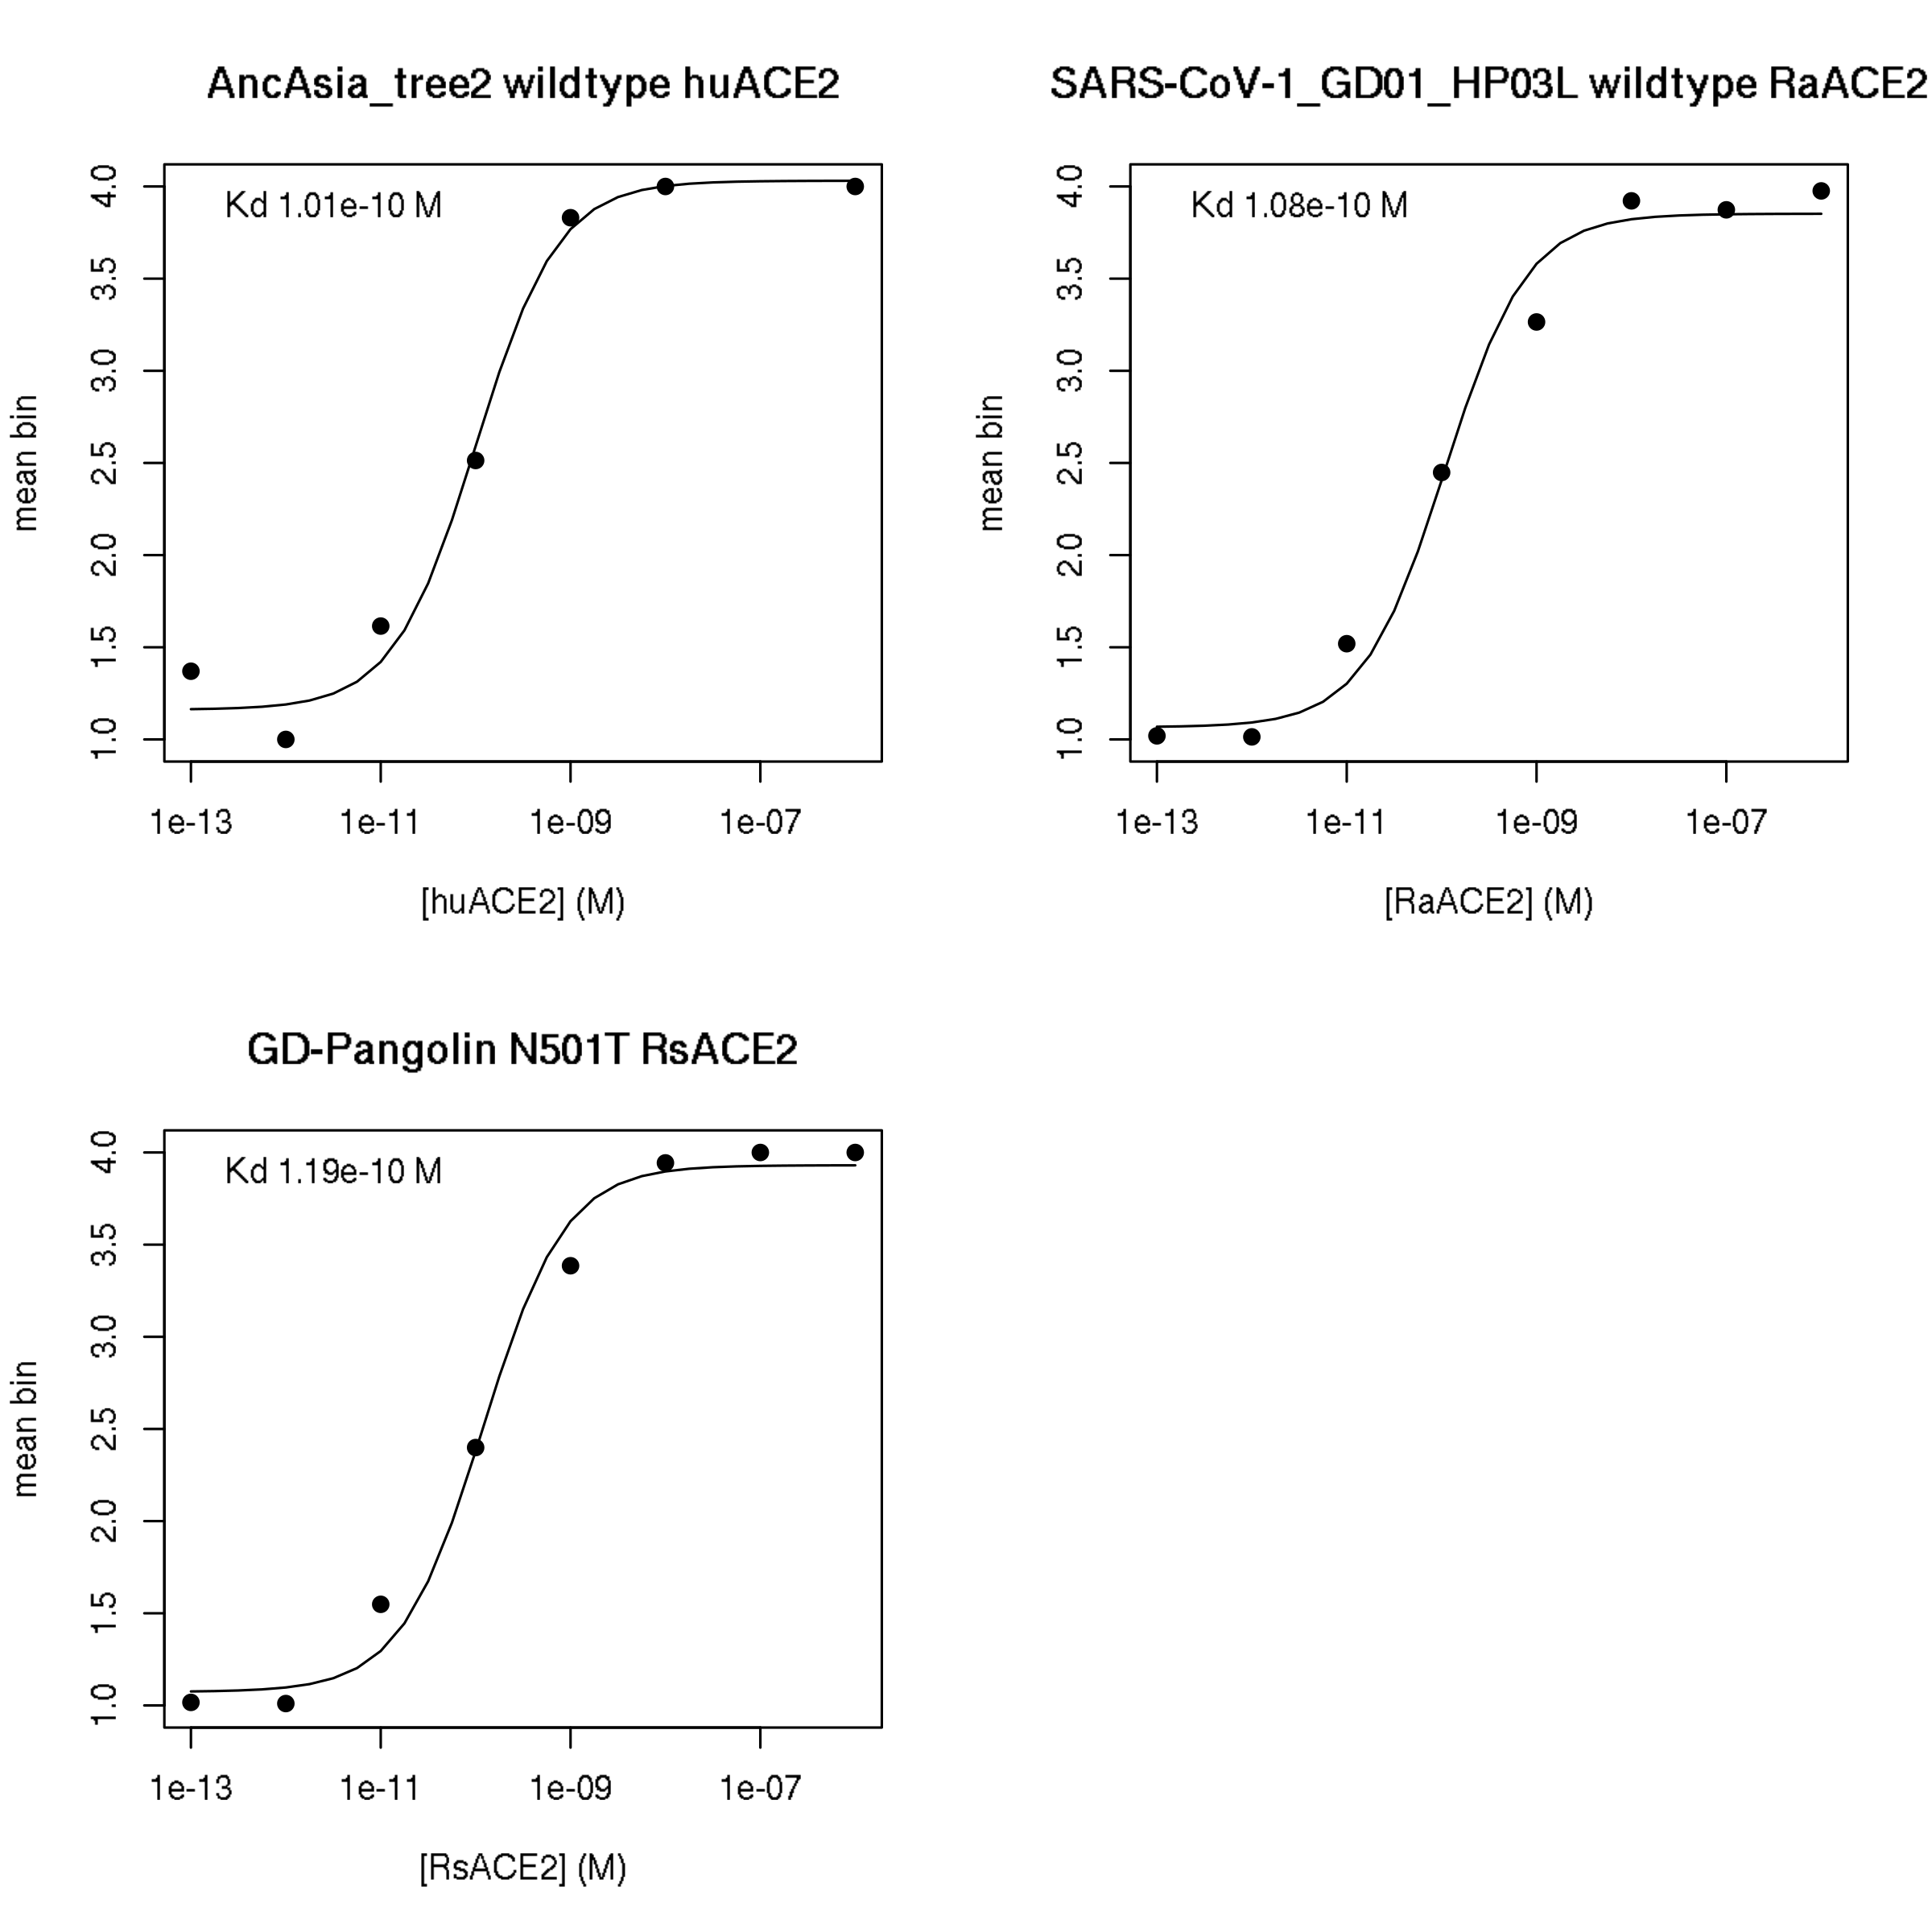 AncAsia_tree2 wildtype huACE2
Kd 1.01e-10 M
mean bin
4.0
3.5
3.0
2.5
2.0
1.5
1.0
1e-13 1e-11 1e-09 1e-07
[huACE2] (M)
SARS-CoV-1_GD01_HP03L wildtype RaACE2
Kd 1.08e-10 M
mean bin
4.0
3.5
3.0
2.5
2.0
1.5
1.0
1e-13 1e-11 1e-09 1e-07
[RaACE2] (M)
GD-Pangolin N501T RsACE2
Kd 1.19e-10 M
mean bin
4.0
3.5
3.0
2.5
2.0
1.5
1.0
1e-13 1e-11 1e-09 1e-07
[RsACE2] (M)